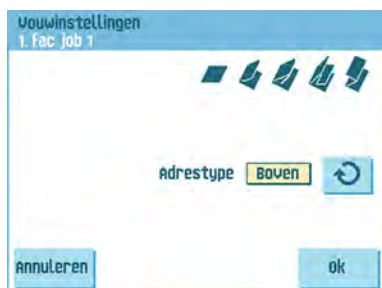 Vouwinstellingen
1. Fac job 1
Adrestype Boven
Annuleren ok